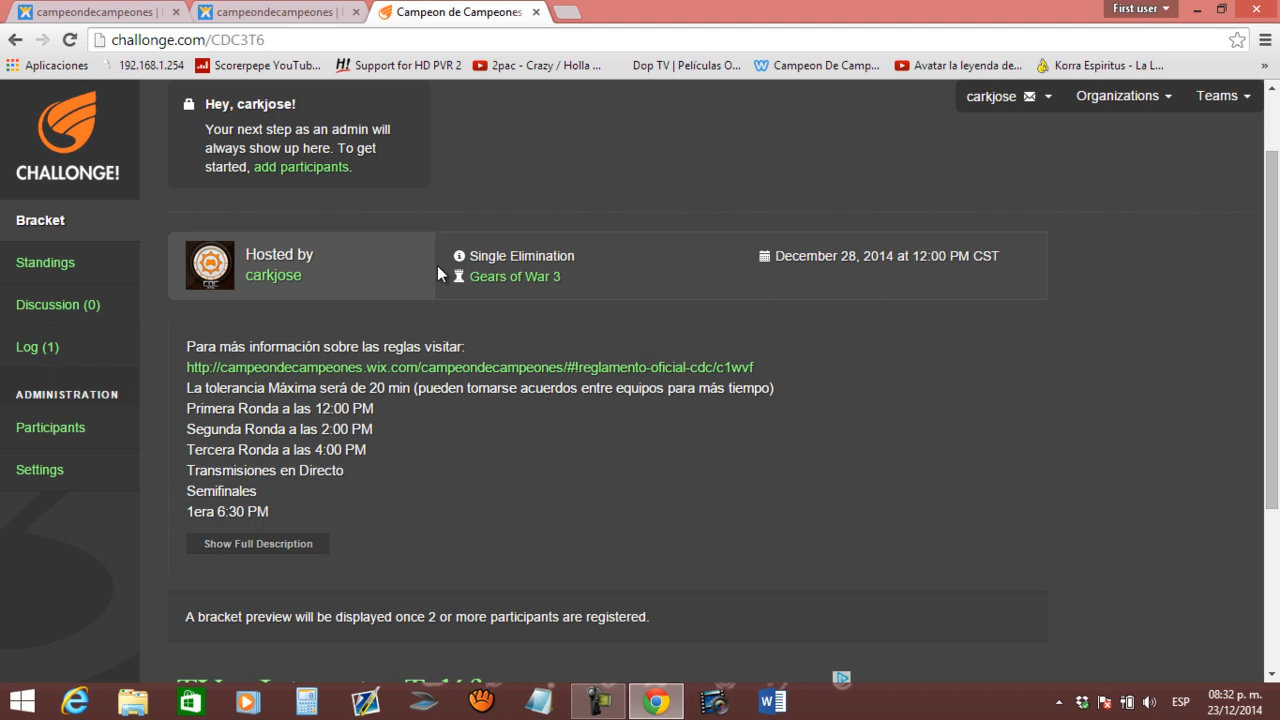 campeondecampeones |
campeondecampeones |
Campeon de Campeones
First user
challonge.com/CDC3T6
Aplicaciones
192.168.1.254
Scorerpepe YouTub...
Support for HD PVR 2
2pac - Crazy / Holla ...
Dop TV | Películas O...
Campeon De Camp...
Avatar la leyenda de...
Korra Espiritus - La L...
»
CHALLONGE!
Bracket
Standings
Discussion (0)
Log (1)
ADMINISTRATION
Participants
Settings
carkjose
Organizations
Teams
Hey, carkjose!
Your next step as an admin will
always show up here. To get
started, add participants.
Hosted by
carkjose
CDC
Single Elimination
Gears of War 3
December 28, 2014 at 12:00 PM CST
Para más información sobre las reglas visitar:
http://campeondecampeones.wix.com/campeondecampeones/#!reglamento-oficial-cdc/c1wvf
La tolerancia Máxima será de 20 min (pueden tomarse acuerdos entre equipos para más tiempo)
Primera Ronda a las 12:00 PM
Segunda Ronda a las 2:00 PM
Tercera Ronda a las 4:00 PM
Transmisiones en Directo
Semifinales
1era 6:30 PM
Show Full Description
A bracket preview will be displayed once 2 or more participants are registered.
ESP
08:32 p. m.
23/12/2014